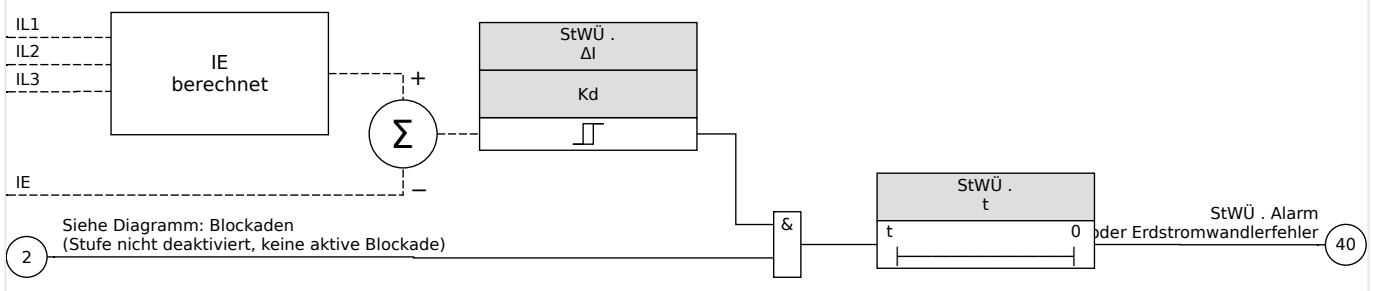 IL1
IL2
IL3
IE
berechnet
+
Σ
−
IE
StWÜ .
ΔI
Kd
Siehe Diagramm: Blockaden
(Stufe nicht deaktiviert, keine aktive Blockade)
2
&
StWÜ .
t
t 0
StWÜ . Alarm
oder Erdstromwandlerfehler
40